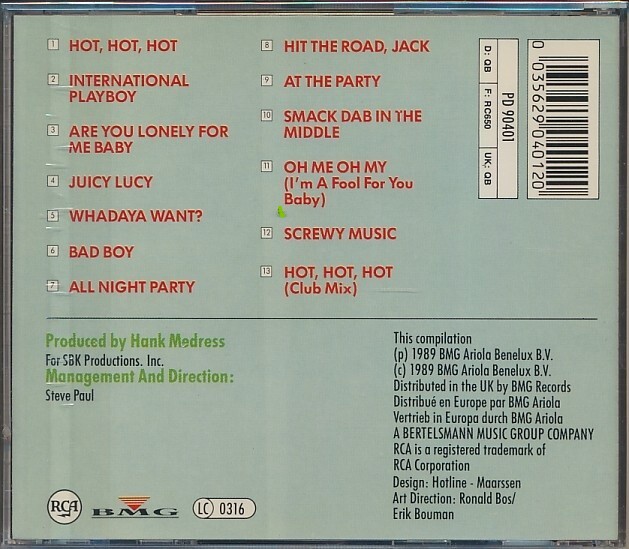 1 HOT, HOT, HOT
2 INTERNATIONAL
PLAYBOY
3 ARE YOU LONELY FOR
ME BABY
4 JUICY LUCY
5 WHADAYA WANT?
6 BAD BOY
7 ALL NIGHT PARTY
8 HIT THE ROAD, JACK
9 AT THE PARTY
10 SMACK DAB IN THE
MIDDLE
11 OH ME OH MY
(I'm A Fool For You
Baby)
12 SCREWY MUSIC
13 HOT, HOT, HOT
(Club Mix)
PD 90401
D: QB F: RC650 UK: QB
0 035629 040120
Produced by Hank Medress
For SBK Productions. Inc.
Management And Direction:
Steve Paul
This compilation
(p) 1989 BMG Ariola Benelux B.V.
(c) 1989 BMG Ariola Benelux B.V.
Distributed in the UK by BMG Records
Distribué en Europe par BMG Ariola
Vertrieb in Europa durch BMG Ariola
A BERTELSMANN MUSIC GROUP COMPANY
RCA is a registered trademark of
RCA Corporation
Design: Hotline - Maarssen
Art Direction: Ronald Bos/
Erik Bouman
RCA BMG LC 0316